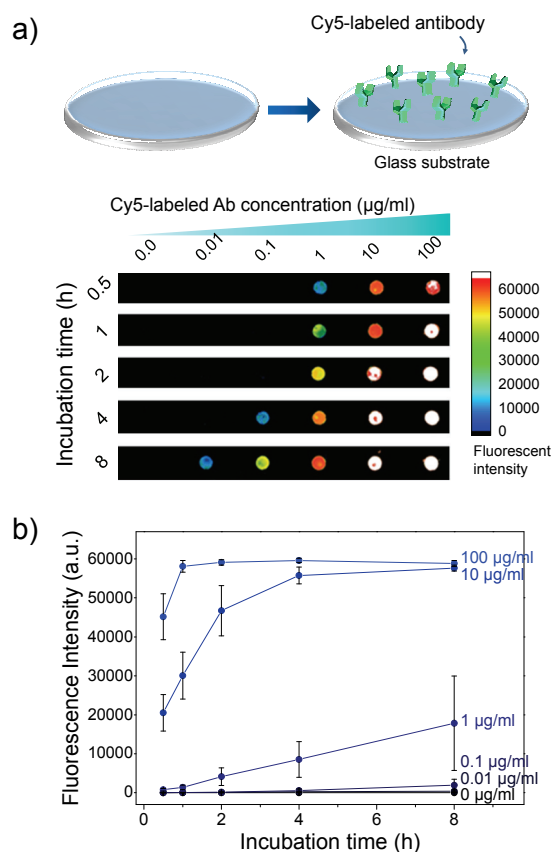 a)
Cy5-labeled antibody
Glass substrate
Cy5-labeled Ab concentration (µg/ml)
0.0 0.01 0.1 1 10 100
Incubation time (h)
0.5
1
2
4
8
60000
50000
40000
30000
20000
10000
0
Fluorescent
intensity
b)
Fluorescence Intensity (a.u.)
60000
50000
40000
30000
20000
10000
0
100 µg/ml
10 µg/ml
1 µg/ml
0.1 µg/ml
0.01 µg/ml
0 µg/ml
0 2 4 6 8
Incubation time (h)